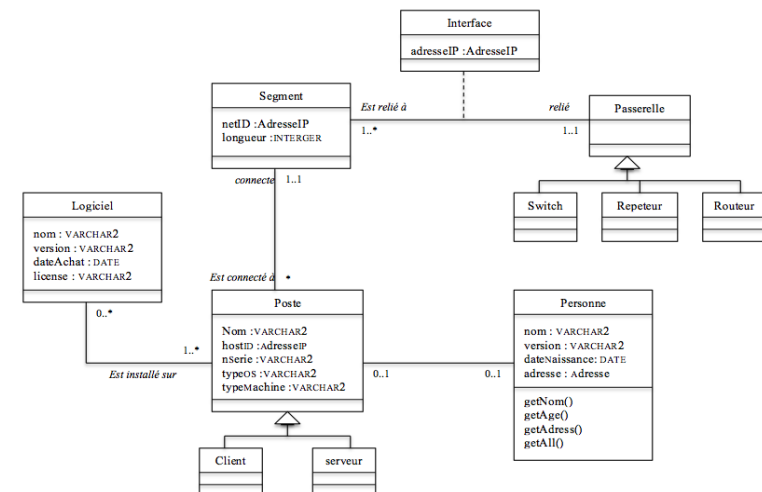 Interface
adresseIP :AdresseIP
Segment
netID :AdresseIP
longueur :INTERGER
Est relié à
relié
1..*
1..1
Passerelle
connecte
1..1
Switch
Repeteur
Routeur
Logiciel
nom : VARCHAR2
version : VARCHAR2
dateAchat : DATE
license : VARCHAR2
Est connecté à
*
0..*
1..*
Est installé sur
Poste
Nom :VARCHAR2
hostID :AdresseIP
nSerie :VARCHAR2
typeOS :VARCHAR2
typeMachine :VARCHAR2
0..1
0..1
Personne
nom : VARCHAR2
version : VARCHAR2
dateNaissance: DATE
adresse : Adresse
getNom()
getAge()
getAdress()
getAll()
Client
serveur